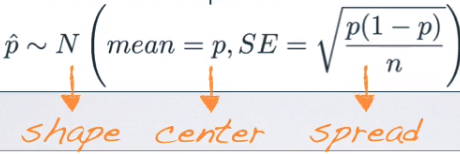 p̂ ~ N ( mean = p, SE = √(p(1 − p) / n) )
shape center spread